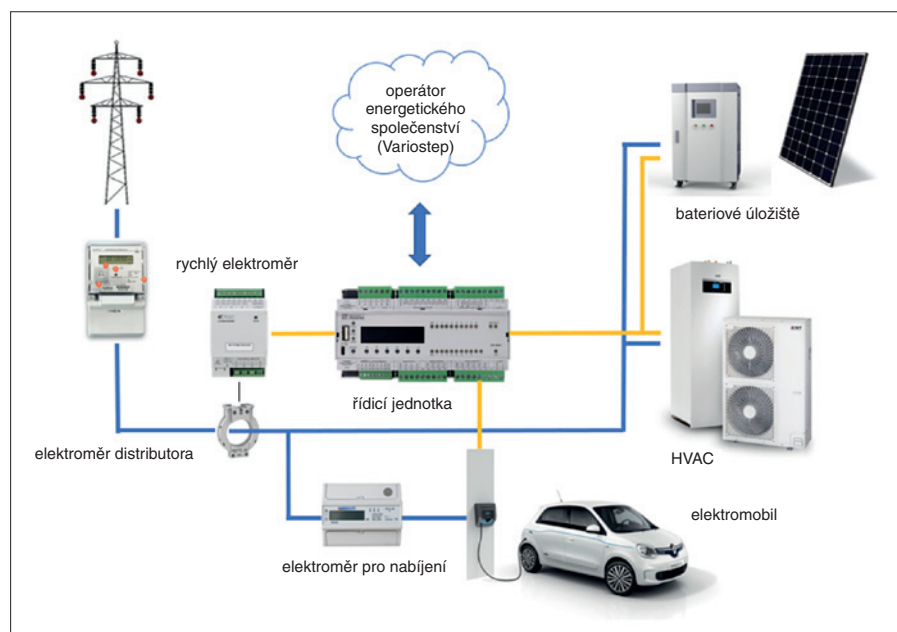 operátor
energetického
společenství
(Variostep)
bateriové úložiště
rychlý elektroměr
řídicí jednotka
elektroměr distributora
HVAC
elektromobil
elektroměr pro nabíjení